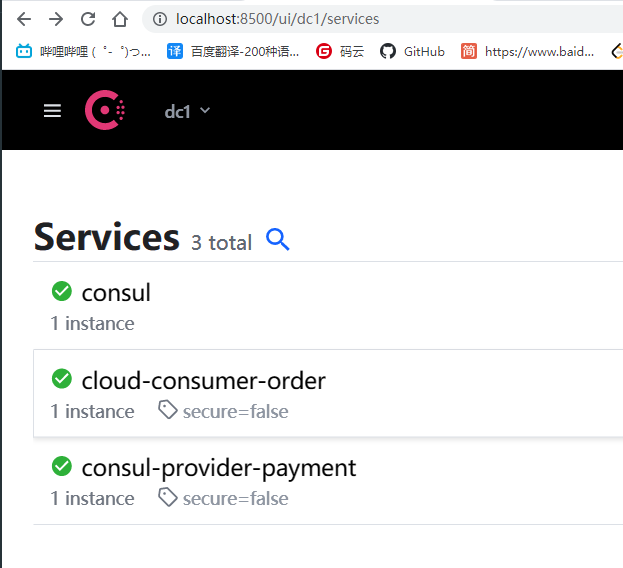 localhost:8500/ui/dc1/services
哔哩哔哩 ( ゜- ゜)つ... 译 百度翻译-200种语... G 码云 GitHub 简 https://www.baid...
dc1
Services 3 total
consul
1 instance
cloud-consumer-order
1 instance secure=false
consul-provider-payment
1 instance secure=false